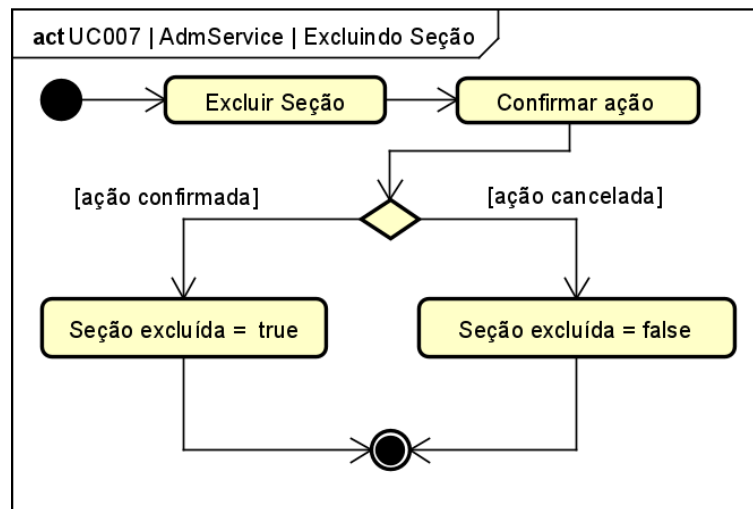 act UC007 | AdmService | Excluindo Seção
Excluir Seção
Confirmar ação
[ação confirmada]
[ação cancelada]
Seção excluída = true
Seção excluída = false